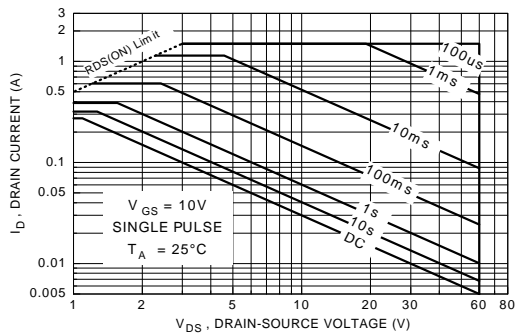 3
2
1
0.5
0.1
0.05
0.01
0.005
I D , DRAIN CURRENT (A)
RDS(ON) Limit
100us
1ms
10ms
100ms
1s
10s
DC
V GS = 10V
SINGLE PULSE
T A = 25°C
1 2 5 10 20 30 60 80
V DS , DRAIN-SOURCE VOLTAGE (V)